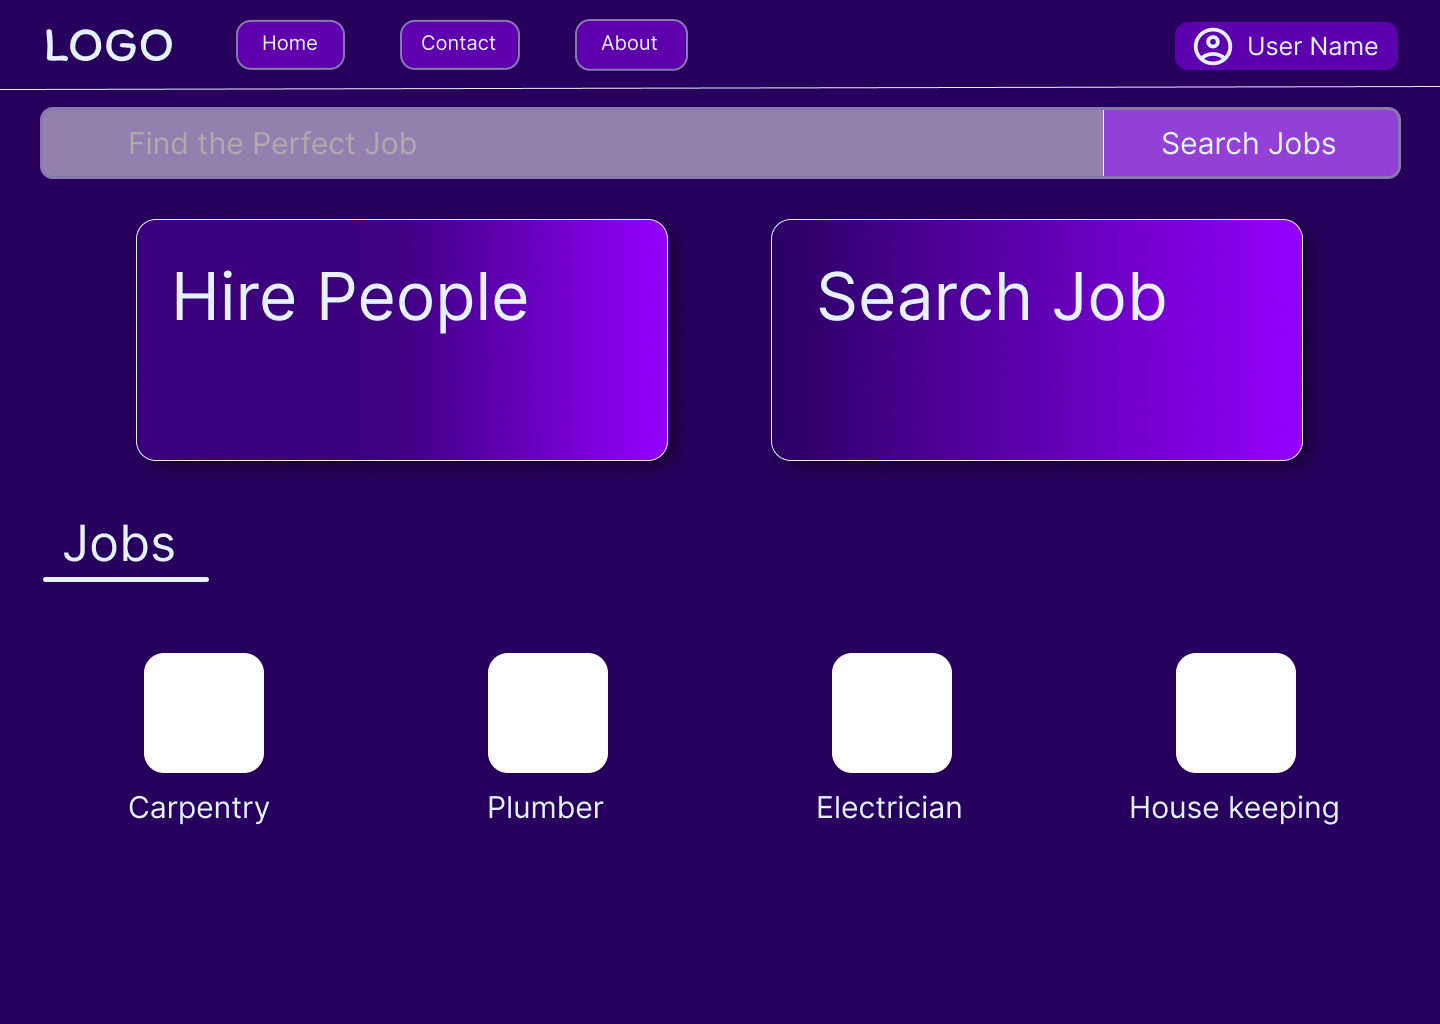 LOGO
Home
Contact
About
User Name
Find the Perfect Job
Search Jobs
Hire People
Search Job
Jobs
Carpentry
Plumber
Electrician
House keeping